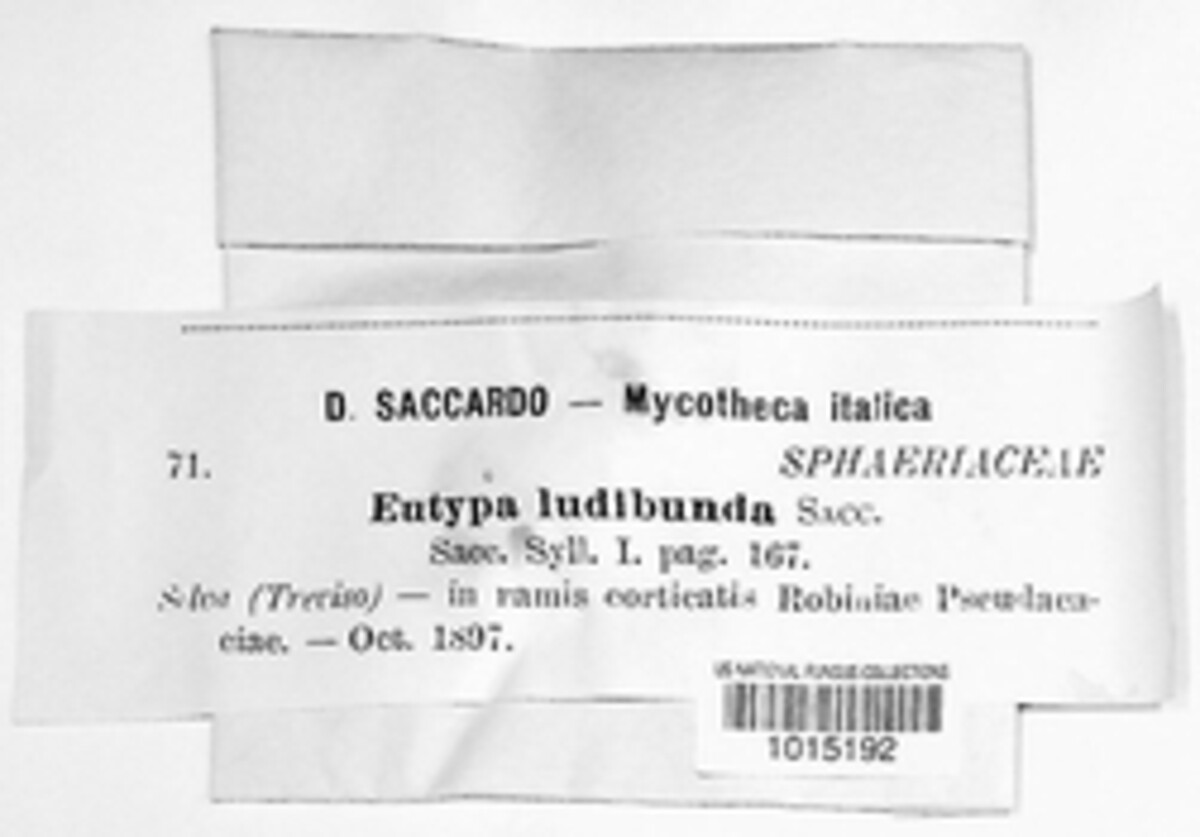 D. SACCARDO — Mycotheca italica
71.
SPHAERIACEAE
Eutypa ludibunda Sacc.
Sacc. Syll. I. pag. 167.
Selva (Treviso) — in ramis corticatis Robiniae Pseudaca-
ciae. — Oct. 1897.
US NATIONAL FUNGUS COLLECTIONS
1015192